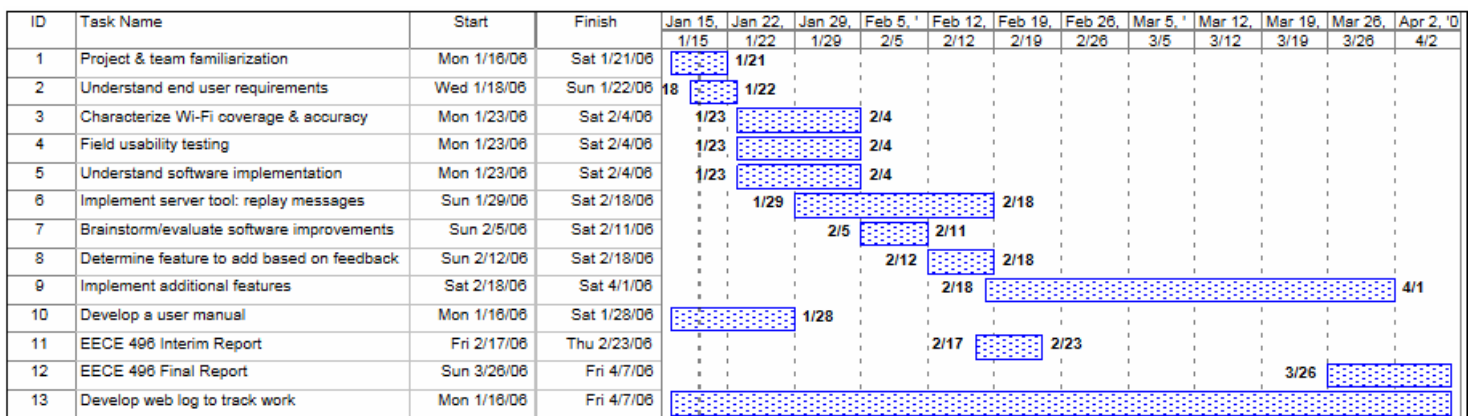 ID Task Name Start Finish Jan 15, Jan 22, Jan 29, Feb 5, ' Feb 12, Feb 19, Feb 26, Mar 5, ' Mar 12, Mar 19, Mar 26, Apr 2, '0
1/15 1/22 1/29 2/5 2/12 2/19 2/26 3/5 3/12 3/19 3/26 4/2
1 Project & team familiarization Mon 1/16/06 Sat 1/21/06 1/21
2 Understand end user requirements Wed 1/18/06 Sun 1/22/06 18 1/22
3 Characterize Wi-Fi coverage & accuracy Mon 1/23/06 Sat 2/4/06 1/23 2/4
4 Field usability testing Mon 1/23/06 Sat 2/4/06 1/23 2/4
5 Understand software implementation Mon 1/23/06 Sat 2/4/06 1/23 2/4
6 Implement server tool: replay messages Sun 1/29/06 Sat 2/18/06 1/29 2/18
7 Brainstorm/evaluate software improvements Sun 2/5/06 Sat 2/11/06 2/5 2/11
8 Determine feature to add based on feedback Sun 2/12/06 Sat 2/18/06 2/12 2/18
9 Implement additional features Sat 2/18/06 Sat 4/1/06 2/18 4/1
10 Develop a user manual Mon 1/16/06 Sat 1/28/06 1/28
11 EECE 496 Interim Report Fri 2/17/06 Thu 2/23/06 2/17 2/23
12 EECE 496 Final Report Sun 3/26/06 Fri 4/7/06 3/26
13 Develop web log to track work Mon 1/16/06 Fri 4/7/06